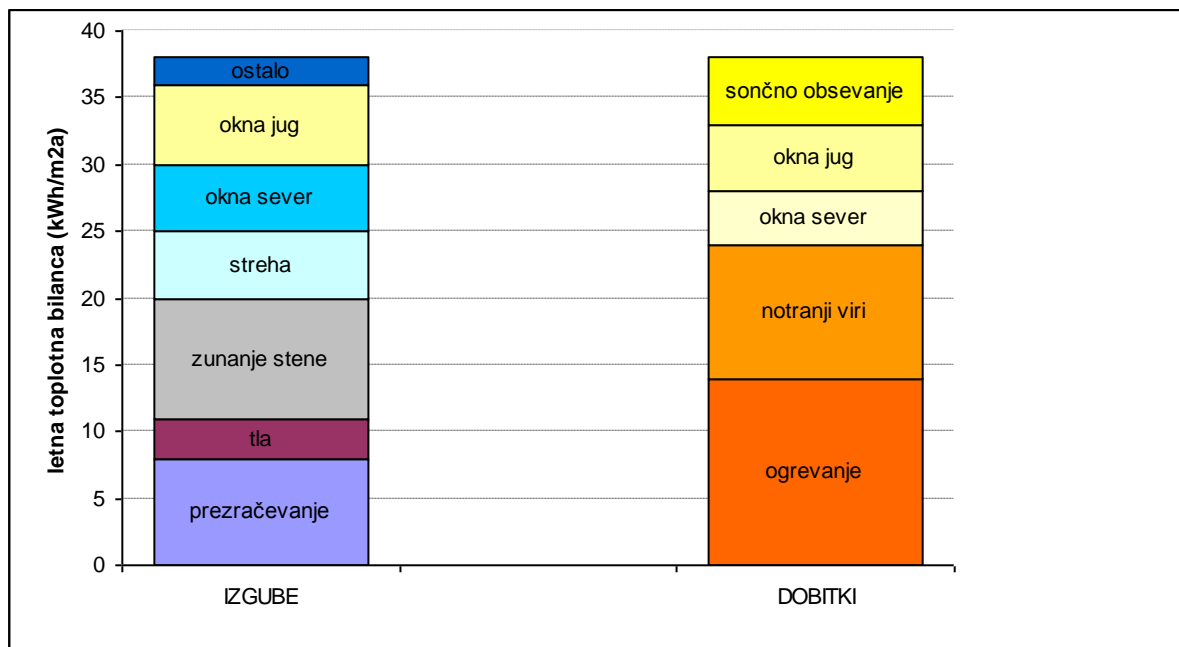 letna toplotna bilanca (kWh/m2a)
40
35
30
25
20
15
10
5
0
ostalo
okna jug
okna sever
streha
zunanje stene
tla
prezračevanje
sončno obsevanje
okna jug
okna sever
notranji viri
ogrevanje
IZGUBE
DOBITKI